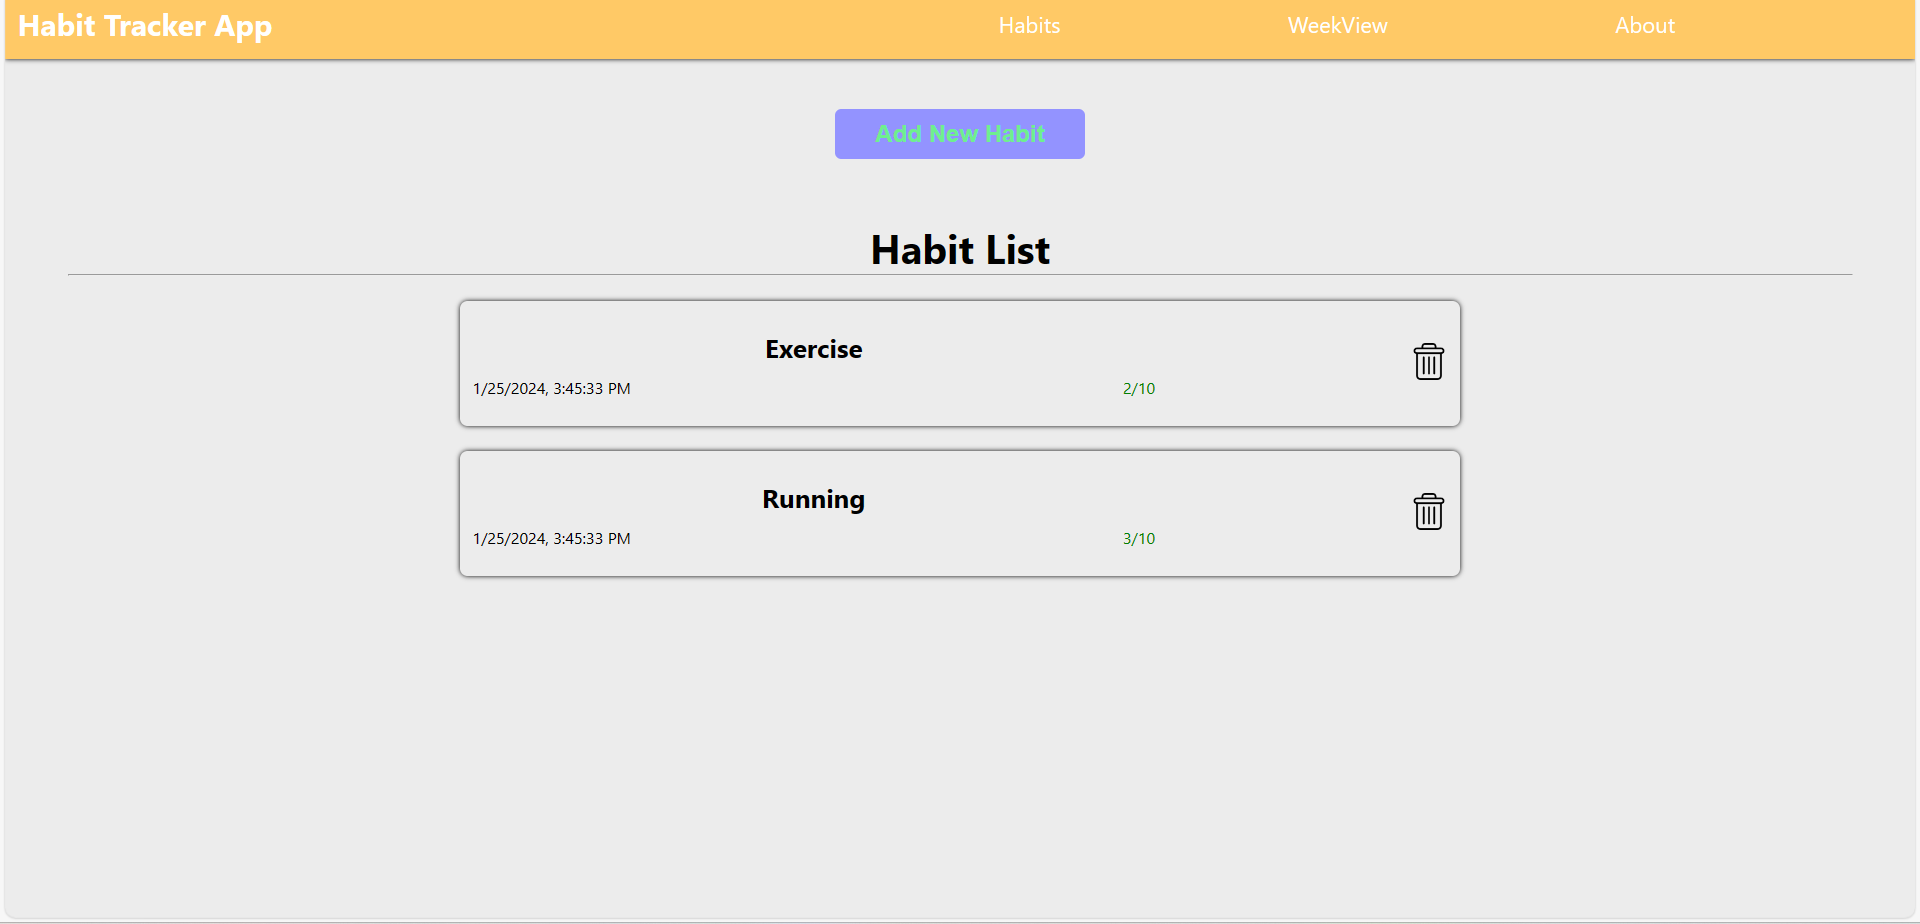 Habit Tracker App Habits WeekView About
Add New Habit
Habit List
Exercise
1/25/2024, 3:45:33 PM 2/10
Running
1/25/2024, 3:45:33 PM 3/10